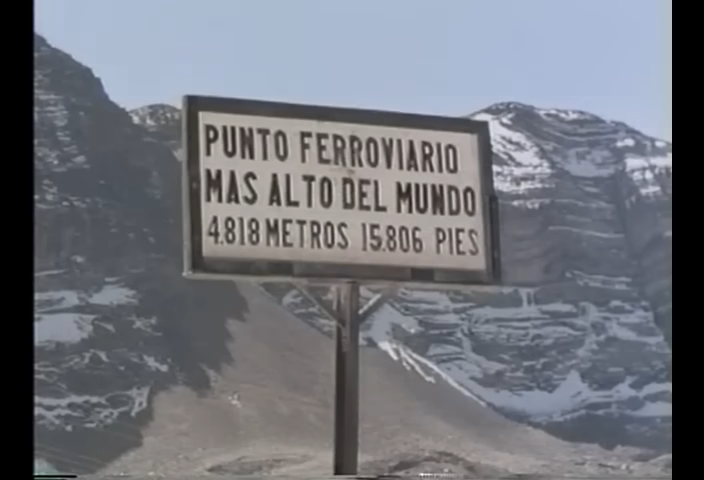 PUNTO FERROVIARIO
MAS ALTO DEL MUNDO
4.818 METROS 15.806 PIES